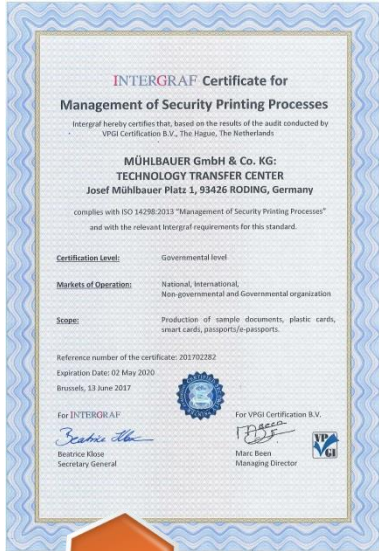 INTERGRAF Certificate for
Management of Security Printing Processes
Intergraf hereby certifies that, based on the results of the audit conducted by
VPGI Certification B.V., The Hague, The Netherlands
MÜHLBAUER GmbH & Co. KG:
TECHNOLOGY TRANSFER CENTER
Josef Mühlbauer Platz 1, 93426 RODING, Germany
complies with ISO 14298:2013 "Management of Security Printing Processes"
and with the relevant Intergraf requirements for this standard.
Certification Level: Governmental level
Markets of Operation: National, International,
Non-governmental and Governmental organization
Scope: Production of sample documents, plastic cards,
smart cards, passports/e-passports.
Reference number of the certificate: 201702282
Expiration Date: 02 May 2020
Brussels, 13 June 2017
For INTERGRAF For VPGI Certification B.V.
Beatrice Klose Marc Been
Secretary General Managing Director
VP
GI